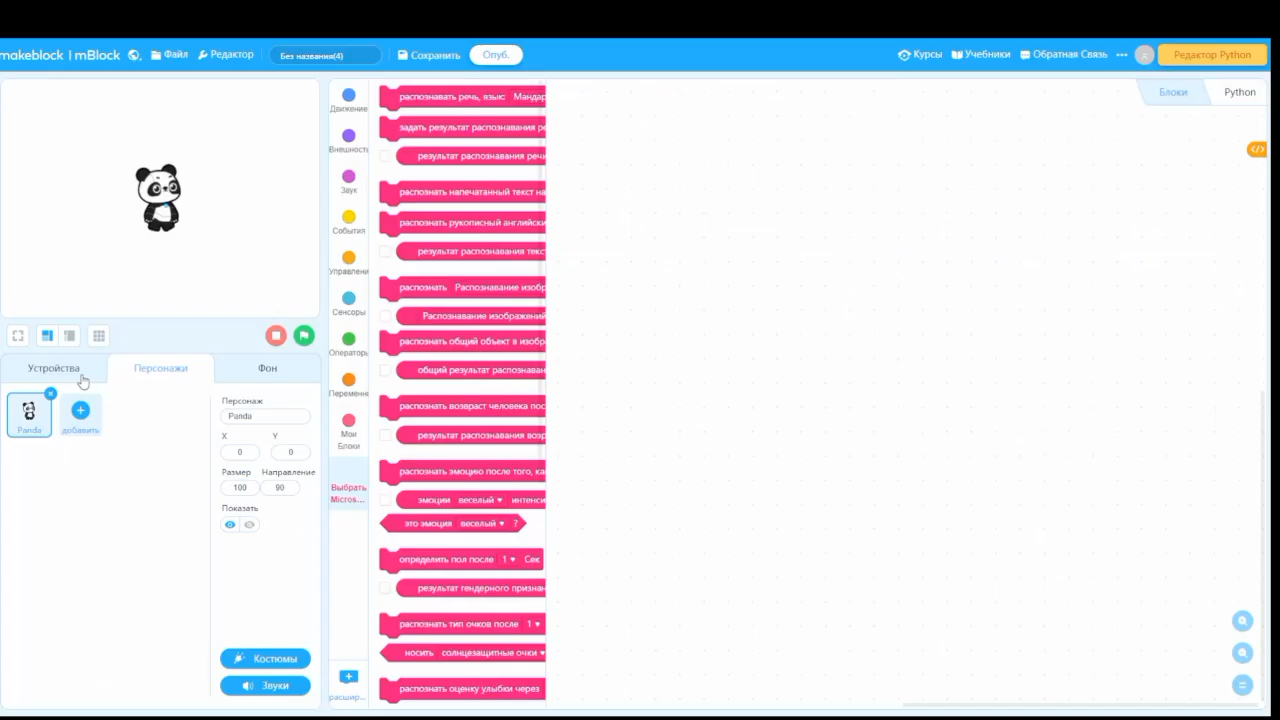 makeblock | mBlock
Файл
Редактор
Без названия(4)
Сохранить
Опуб.
Курсы
Учебники
Обратная Связь
Редактор Python
Блоки
Python
Устройства
Персонажи
Фон
Panda
добавить
Персонаж
Panda
X
Y
0
0
Размер
Направление
100
90
Показать
Костюмы
Звуки
Движение
Внешность
Звук
События
Управлени
Сенсоры
Операторь
Переменне
Мои
Блоки
Выбрать
Micros...
расшир...
распознавать речь, язык: Мандар
задать результат распознавания ре
результат распознавания речи
распознать напечатанный текст на
распознать рукописный английски
результат распознавания текс
распознать Распознавание изобр
Распознавание изображений
распознать общий объект в изобр
общий результат распознаван
распознать возраст человека пос
результат распознавания возр
распознать эмоцию после того, ка
эмоции веселый интенси
это эмоция веселый ?
определить пол после 1 Сек
результат гендерного признан
распознать тип очков после 1
носить солнцезащитные очки
распознать оценку улыбки через